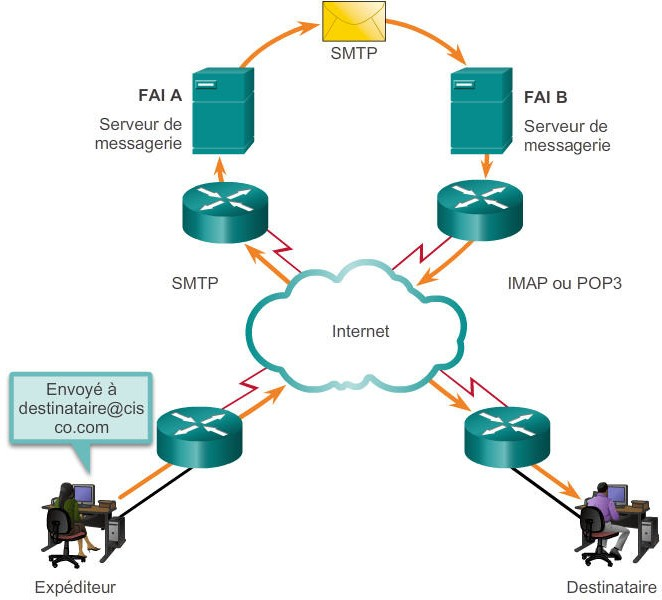 SMTP
FAI A
Serveur de
messagerie
FAI B
Serveur de
messagerie
SMTP
IMAP ou POP3
Internet
Envoyé à
destinataire@cis
co.com
Expéditeur
Destinataire